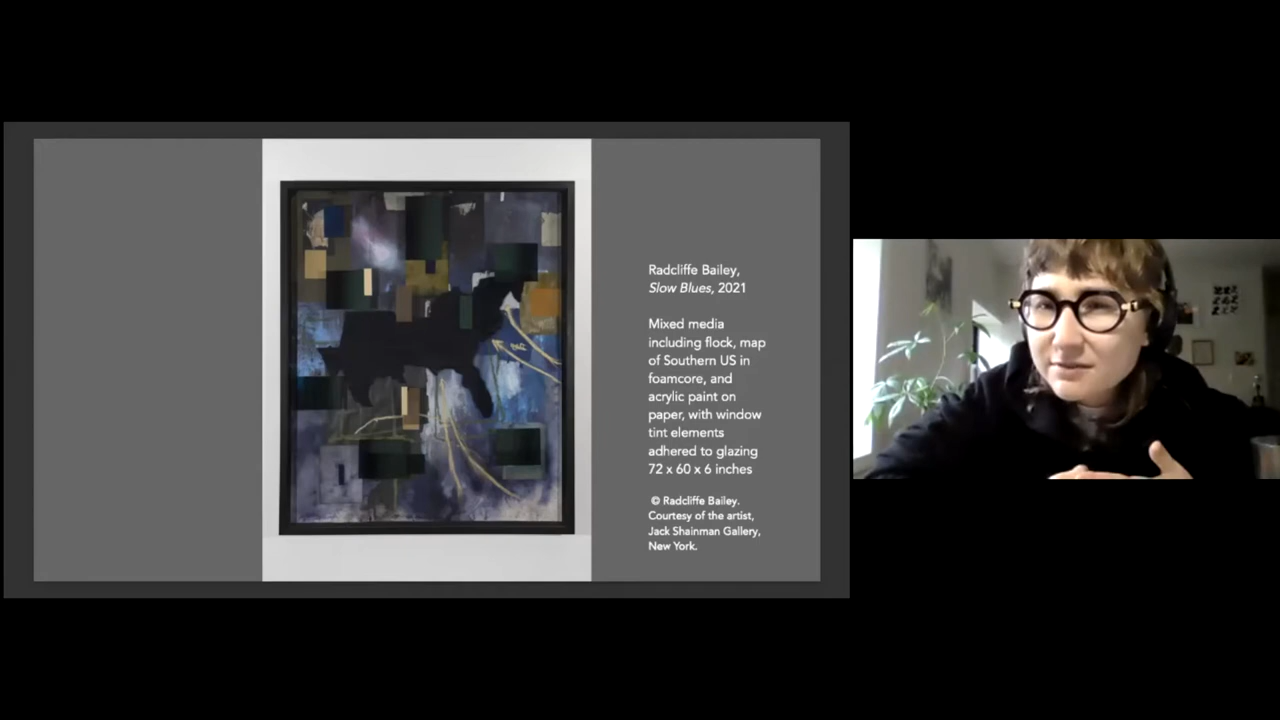 Radcliffe Bailey,
Slow Blues, 2021
Mixed media
including flock, map
of Southern US in
foamcore, and
acrylic paint on
paper, with window
tint elements
adhered to glazing
72 x 60 x 6 inches
© Radcliffe Bailey.
Courtesy of the artist,
Jack Shainman Gallery,
New York.